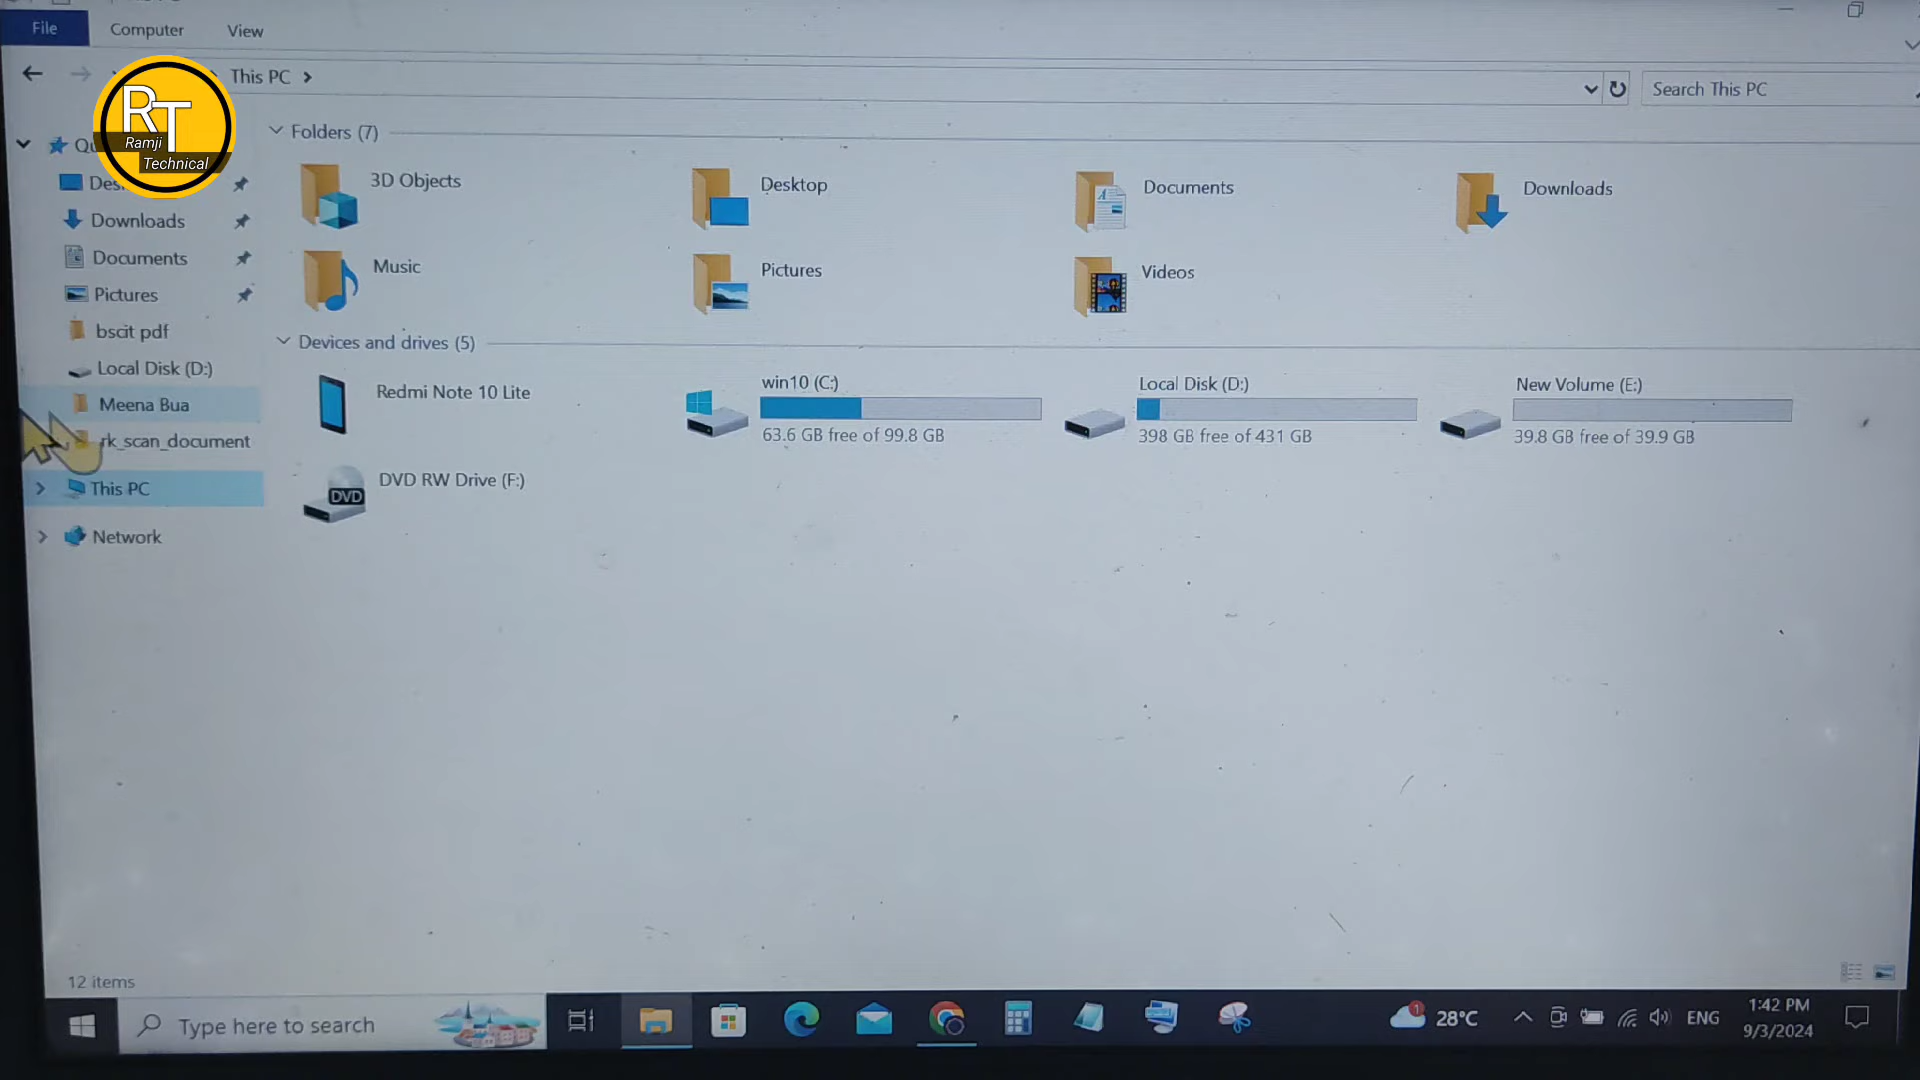 File Computer View
This PC
Search This PC
RT
Ramji
Technical
Folders (7)
3D Objects
Desktop
Documents
Downloads
Music
Pictures
Videos
Devices and drives (5)
Redmi Note 10 Lite
win10 (C:)
63.6 GB free of 99.8 GB
Local Disk (D:)
398 GB free of 431 GB
New Volume (E:)
39.8 GB free of 39.9 GB
DVD
DVD RW Drive (F:)
Downloads
Documents
Pictures
bscit pdf
Local Disk (D:)
Meena Bua
rk_scan_document
This PC
Network
12 items
Type here to search
1
28°C
ENG
1:42 PM
9/3/2024